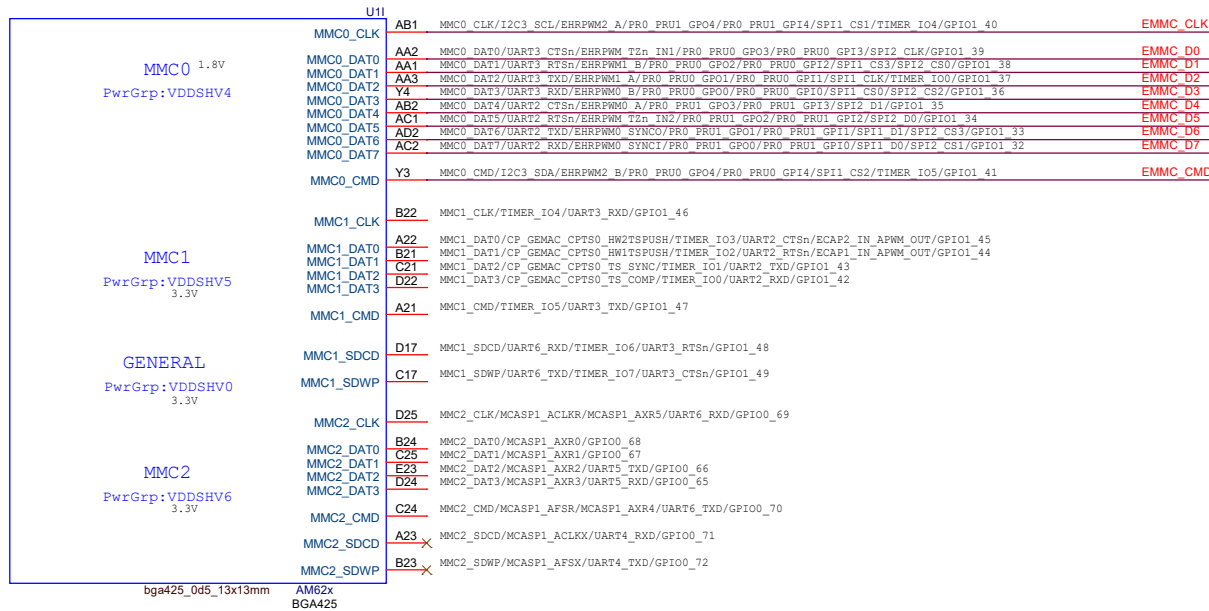 U1I
MMC0_CLK AB1 MMC0_CLK/I2C3_SCL/EHRPWM2_A/PR0_PRU1_GPO4/PR0_PRU1_GPI4/SPI1_CS1/TIMER_IO4/GPIO1_40 EMMC_CLK
MMC0 1.8V
PwrGrp:VDDSHV4
MMC0_DAT0 AA2 MMC0_DAT0/UART3_CTSn/EHRPWM_TZn_IN1/PR0_PRU0_GPO3/PR0_PRU0_GPI3/SPI2_CLK/GPIO1_39 EMMC_D0
MMC0_DAT1 AA1 MMC0_DAT1/UART3_RTSn/EHRPWM1_B/PR0_PRU0_GPO2/PR0_PRU0_GPI2/SPI1_CS3/SPI2_CS0/GPIO1_38 EMMC_D1
MMC0_DAT2 AA3 MMC0_DAT2/UART3_TXD/EHRPWM1_A/PR0_PRU0_GPO1/PR0_PRU0_GPI1/SPI1_CLK/TIMER_IO0/GPIO1_37 EMMC_D2
MMC0_DAT3 Y4 MMC0_DAT3/UART3_RXD/EHRPWM0_B/PR0_PRU0_GPO0/PR0_PRU0_GPI0/SPI1_CS0/SPI2_CS2/GPIO1_36 EMMC_D3
MMC0_DAT4 AB2 MMC0_DAT4/UART2_CTSn/EHRPWM0_A/PR0_PRU1_GPO3/PR0_PRU1_GPI3/SPI2_D1/GPIO1_35 EMMC_D4
MMC0_DAT5 AC1 MMC0_DAT5/UART2_RTSn/EHRPWM_TZn_IN2/PR0_PRU1_GPO2/PR0_PRU1_GPI2/SPI2_D0/GPIO1_34 EMMC_D5
MMC0_DAT6 AD2 MMC0_DAT6/UART2_TXD/EHRPWM0_SYNCO/PR0_PRU1_GPO1/PR0_PRU1_GPI1/SPI1_D1/SPI2_CS3/GPIO1_33 EMMC_D6
MMC0_DAT7 AC2 MMC0_DAT7/UART2_RXD/EHRPWM0_SYNCI/PR0_PRU1_GPO0/PR0_PRU1_GPI0/SPI1_D0/SPI2_CS1/GPIO1_32 EMMC_D7
MMC0_CMD Y3 MMC0_CMD/I2C3_SDA/EHRPWM2_B/PR0_PRU0_GPO4/PR0_PRU0_GPI4/SPI1_CS2/TIMER_IO5/GPIO1_41 EMMC_CMD
MMC1_CLK B22 MMC1_CLK/TIMER_IO4/UART3_RXD/GPIO1_46
MMC1
PwrGrp:VDDSHV5
3.3V
MMC1_DAT0 A22 MMC1_DAT0/CP_GEMAC_CPTS0_HW2TSPUSH/TIMER_IO3/UART2_CTSn/ECAP2_IN_APWM_OUT/GPIO1_45
MMC1_DAT1 B21 MMC1_DAT1/CP_GEMAC_CPTS0_HW1TSPUSH/TIMER_IO2/UART2_RTSn/ECAP1_IN_APWM_OUT/GPIO1_44
MMC1_DAT2 C21 MMC1_DAT2/CP_GEMAC_CPTS0_TS_SYNC/TIMER_IO1/UART2_TXD/GPIO1_43
MMC1_DAT3 D22 MMC1_DAT3/CP_GEMAC_CPTS0_TS_COMP/TIMER_IO0/UART2_RXD/GPIO1_42
MMC1_CMD A21 MMC1_CMD/TIMER_IO5/UART3_TXD/GPIO1_47
GENERAL
PwrGrp:VDDSHV0
3.3V
MMC1_SDCD D17 MMC1_SDCD/UART6_RXD/TIMER_IO6/UART3_RTSn/GPIO1_48
MMC1_SDWP C17 MMC1_SDWP/UART6_TXD/TIMER_IO7/UART3_CTSn/GPIO1_49
MMC2_CLK D25 MMC2_CLK/MCASP1_ACLKR/MCASP1_AXR5/UART6_RXD/GPIO0_69
MMC2
PwrGrp:VDDSHV6
3.3V
MMC2_DAT0 B24 MMC2_DAT0/MCASP1_AXR0/GPIO0_68
MMC2_DAT1 C25 MMC2_DAT1/MCASP1_AXR1/GPIO0_67
MMC2_DAT2 E23 MMC2_DAT2/MCASP1_AXR2/UART5_TXD/GPIO0_66
MMC2_DAT3 D24 MMC2_DAT3/MCASP1_AXR3/UART5_RXD/GPIO0_65
MMC2_CMD C24 MMC2_CMD/MCASP1_AFSR/MCASP1_AXR4/UART6_TXD/GPIO0_70
MMC2_SDCD A23 MMC2_SDCD/MCASP1_ACLKX/UART4_RXD/GPIO0_71
MMC2_SDWP B23 MMC2_SDWP/MCASP1_AFSX/UART4_TXD/GPIO0_72
bga425_0d5_13x13mm AM62x
BGA425